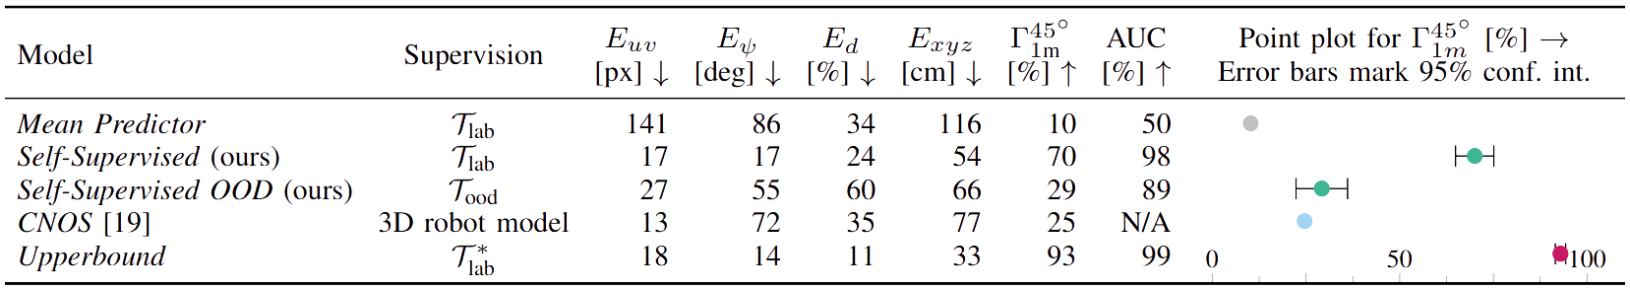 Model Supervision E_uv [px] ↓ E_ψ [deg] ↓ E_d [%] ↓ E_xyz [cm] ↓ Γ_1m^45° [%] ↑ AUC [%] ↑ Point plot for Γ_1m^45° [%] → Error bars mark 95% conf. int.
Mean Predictor 𝒯_lab 141 86 34 116 10 50
Self-Supervised (ours) 𝒯_lab 17 17 24 54 70 98
Self-Supervised OOD (ours) 𝒯_ood 27 55 60 66 29 89
CNOS [19] 3D robot model 13 72 35 77 25 N/A
Upperbound 𝒯*_lab 18 14 11 33 93 99
0 50 100